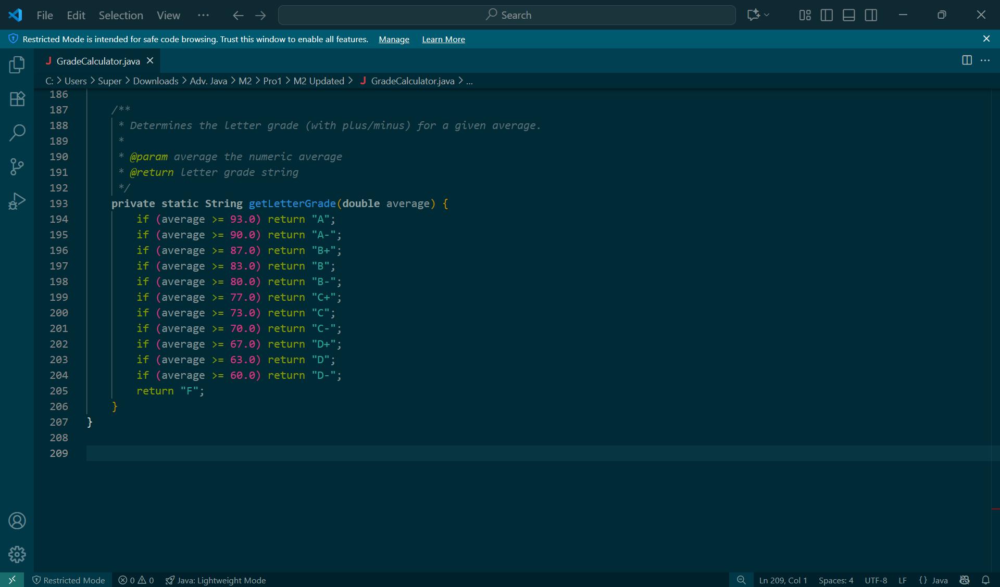 File Edit Selection View ··· Search
Restricted Mode is intended for safe code browsing. Trust this window to enable all features. Manage Learn More
J GradeCalculator.java
C: > Users > Super > Downloads > Adv. Java > M2 > Pro1 > M2 Updated > J GradeCalculator.java > ...
186
187 /**
188 * Determines the letter grade (with plus/minus) for a given average.
189 *
190 * @param average the numeric average
191 * @return letter grade string
192 */
193 private static String getLetterGrade(double average) {
194 if (average >= 93.0) return "A";
195 if (average >= 90.0) return "A-";
196 if (average >= 87.0) return "B+";
197 if (average >= 83.0) return "B";
198 if (average >= 80.0) return "B-";
199 if (average >= 77.0) return "C+";
200 if (average >= 73.0) return "C";
201 if (average >= 70.0) return "C-";
202 if (average >= 67.0) return "D+";
203 if (average >= 63.0) return "D";
204 if (average >= 60.0) return "D-";
205 return "F";
206 }
207 }
208
209
Restricted Mode 0 0 Java: Lightweight Mode Ln 209, Col 1 Spaces: 4 UTF-8 LF {} Java